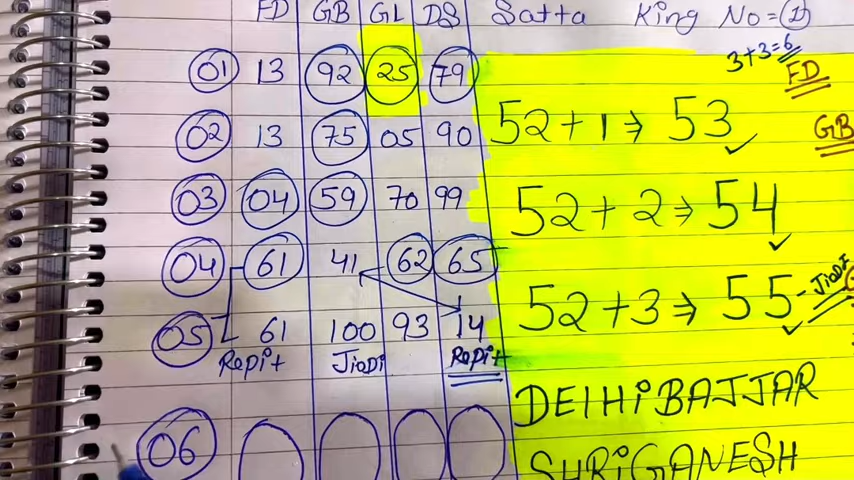 FD GB GL DS Satta King No=(1)
3+3=6
01 13 92 25 79 FD
52+1⇒53
02 13 75 05 90 GB
03 04 59 70 99 52+2⇒54
04 61 41 62 65
52+3⇒55-JioDi
05 61 100 93 14
Repit JioDi Repit
DElHiBAJJAR
06 SHRiGANESH